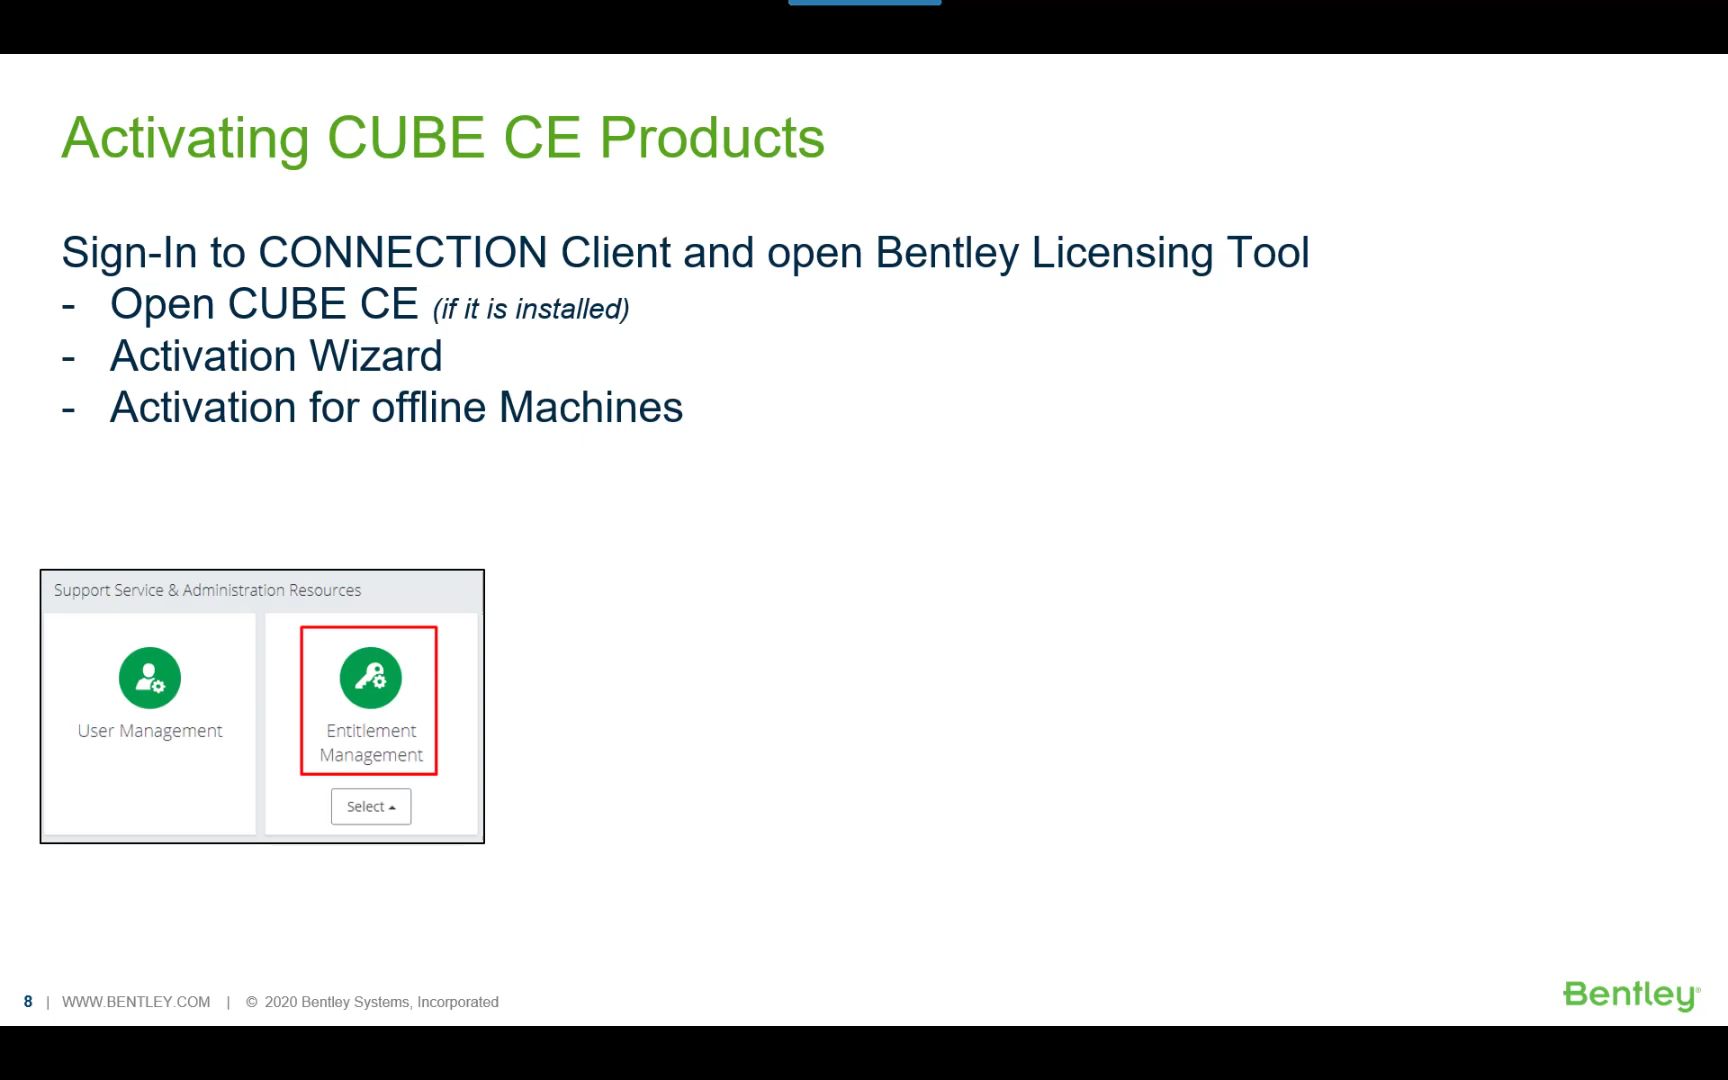 Activating CUBE CE Products
Sign-In to CONNECTION Client and open Bentley Licensing Tool
- Open CUBE CE (if it is installed)
- Activation Wizard
- Activation for offline Machines
Support Service & Administration Resources
User Management
Entitlement
Management
Select
8 | WWW.BENTLEY.COM | © 2020 Bentley Systems, Incorporated
Bentley®